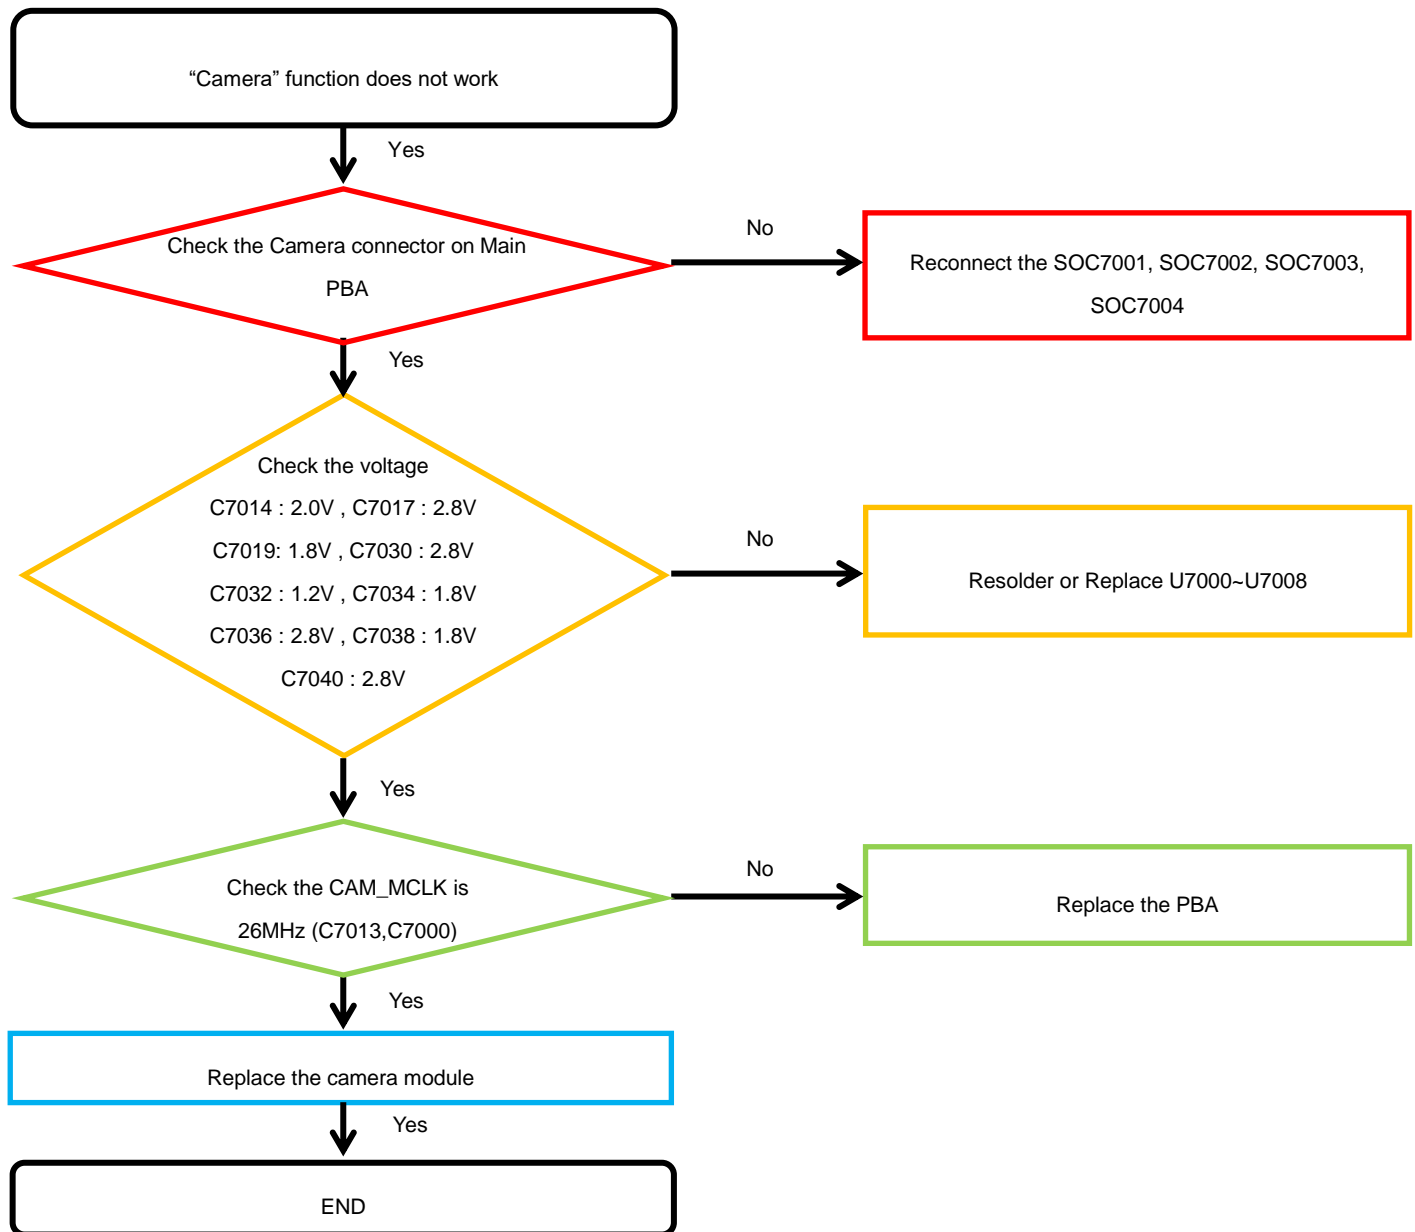 “Camera” function does not work
Yes
Check the Camera connector on Main
PBA
No
Reconnect the SOC7001, SOC7002, SOC7003,
SOC7004
Yes
Check the voltage
C7014 : 2.0V , C7017 : 2.8V
C7019: 1.8V , C7030 : 2.8V
C7032 : 1.2V , C7034 : 1.8V
C7036 : 2.8V , C7038 : 1.8V
C7040 : 2.8V
No
Resolder or Replace U7000~U7008
Yes
Check the CAM_MCLK is
26MHz (C7013,C7000)
No
Replace the PBA
Yes
Replace the camera module
Yes
END